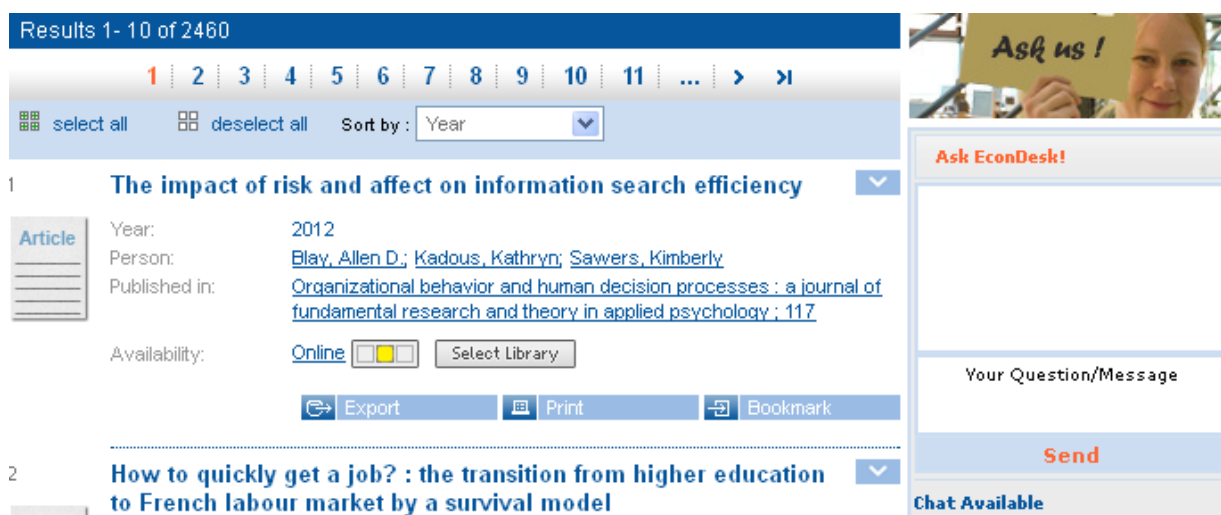 Results 1- 10 of 2460
1 2 3 4 5 6 7 8 9 10 11 ... > >I
select all deselect all Sort by : Year
1
The impact of risk and affect on information search efficiency
Article
Year: 2012
Person: Blay, Allen D.; Kadous, Kathryn; Sawers, Kimberly
Published in: Organizational behavior and human decision processes : a journal of
fundamental research and theory in applied psychology ; 117
Availability: Online Select Library
Export Print Bookmark
2
How to quickly get a job? : the transition from higher education
to French labour market by a survival model
Ask us !
Ask EconDesk!
Your Question/Message
Send
Chat Available